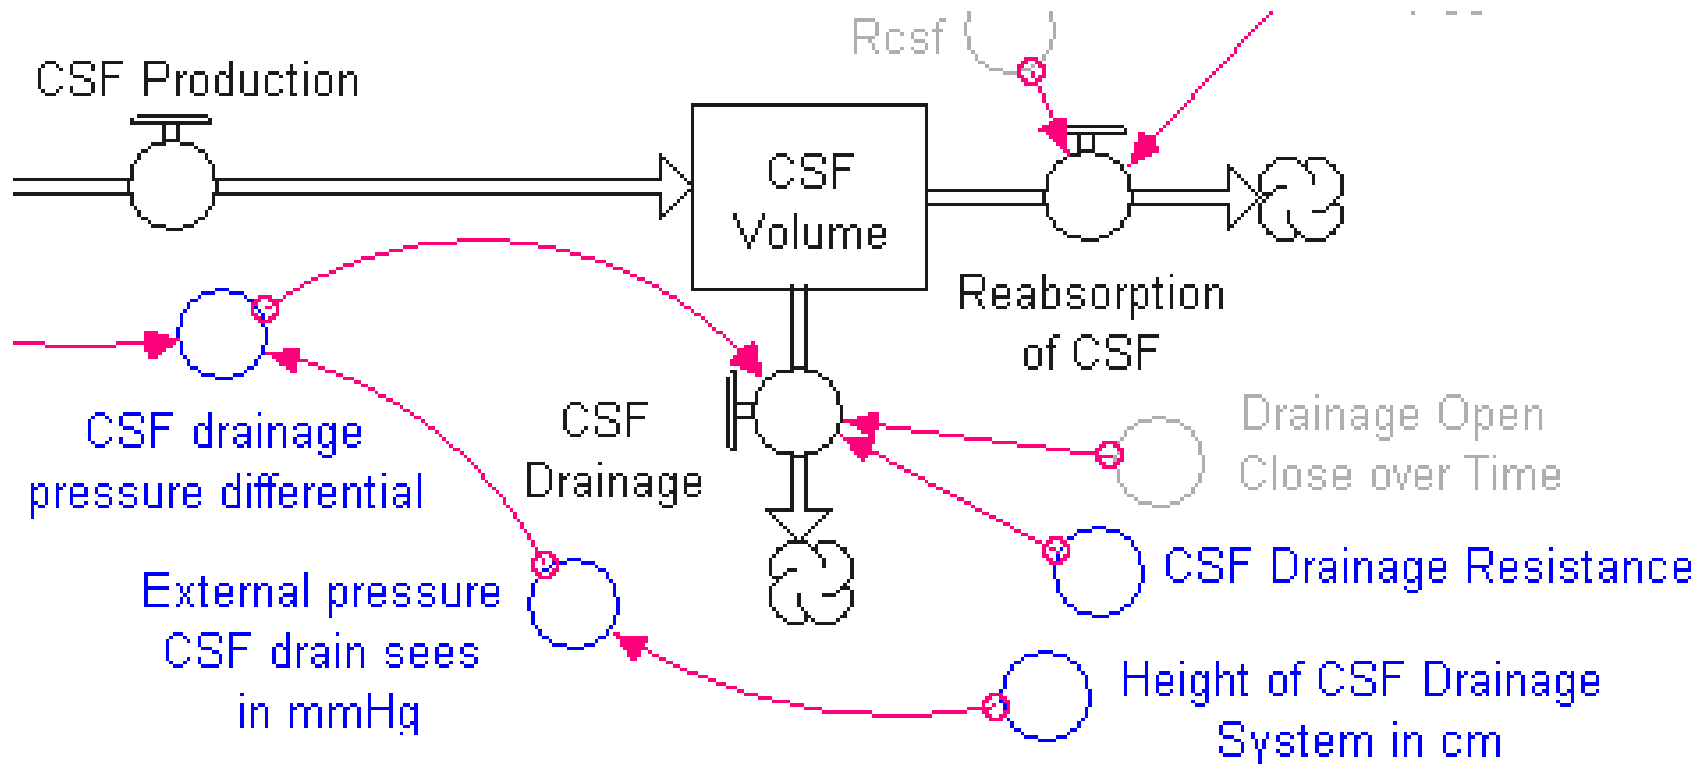 Rcsf
CSF Production
CSF
Volume
Reabsorption
of CSF
CSF drainage
pressure differential
CSF
Drainage
Drainage Open
Close over Time
CSF Drainage Resistance
External pressure
CSF drain sees
in mmHg
Height of CSF Drainage
System in cm